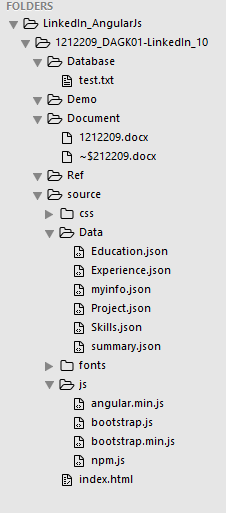 FOLDERS
LinkedIn_AngularJs
1212209_DAGK01-LinkedIn_10
Database
test.txt
Demo
Document
1212209.docx
~$212209.docx
Ref
source
css
Data
Education.json
Experience.json
myinfo.json
Project.json
Skills.json
summary.json
fonts
js
angular.min.js
bootstrap.js
bootstrap.min.js
npm.js
index.html